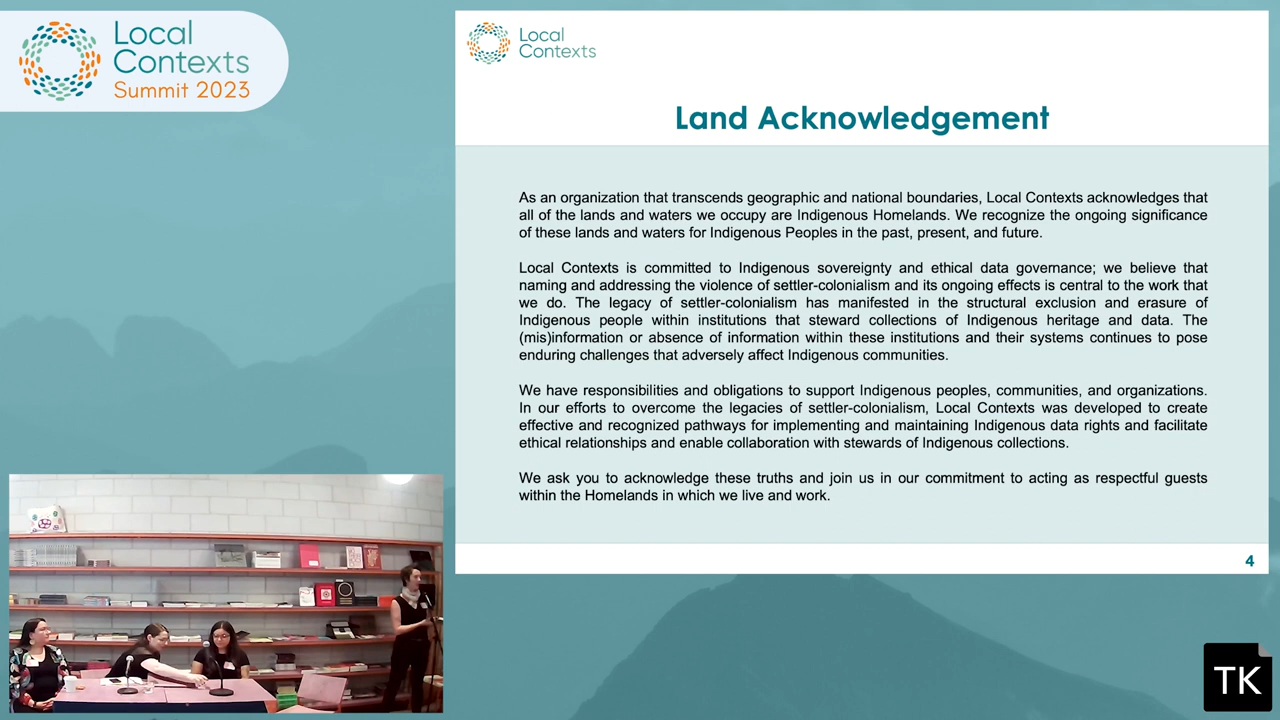 Local
Contexts
Summit 2023
Local
Contexts
Land Acknowledgement
As an organization that transcends geographic and national boundaries, Local Contexts acknowledges that
all of the lands and waters we occupy are Indigenous Homelands. We recognize the ongoing significance
of these lands and waters for Indigenous Peoples in the past, present, and future.
Local Contexts is committed to Indigenous sovereignty and ethical data governance; we believe that
naming and addressing the violence of settler-colonialism and its ongoing effects is central to the work that
we do. The legacy of settler-colonialism has manifested in the structural exclusion and erasure of
Indigenous people within institutions that steward collections of Indigenous heritage and data. The
(mis)information or absence of information within these institutions and their systems continues to pose
enduring challenges that adversely affect Indigenous communities.
We have responsibilities and obligations to support Indigenous peoples, communities, and organizations.
In our efforts to overcome the legacies of settler-colonialism, Local Contexts was developed to create
effective and recognized pathways for implementing and maintaining Indigenous data rights and facilitate
ethical relationships and enable collaboration with stewards of Indigenous collections.
We ask you to acknowledge these truths and join us in our commitment to acting as respectful guests
within the Homelands in which we live and work.
4
TK